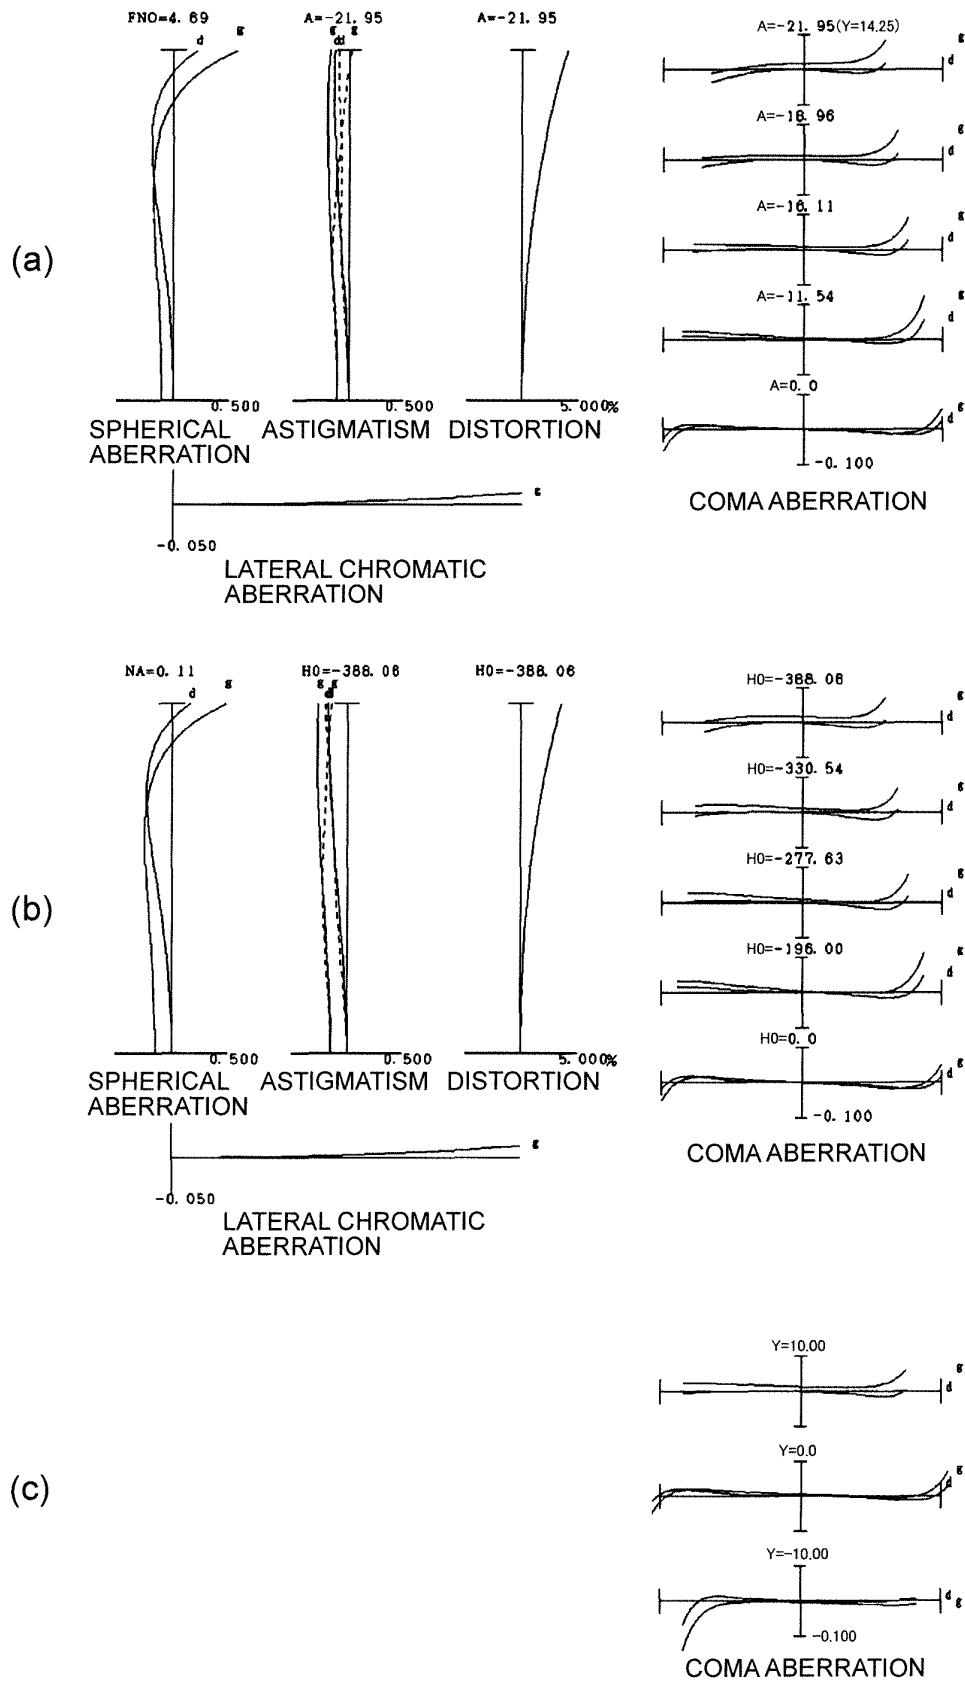 (a)
FNO=4.69
d
g
0.500
SPHERICAL
ABERRATION
A=-21.95
g
dd
g
0.500
ASTIGMATISM
A=-21.95
5.000%
DISTORTION
g
-0.050
LATERAL CHROMATIC
ABERRATION
A=-21.95(Y=14.25)
g
d
A=-18.96
g
d
A=-16.11
g
d
A=-11.54
g
d
A=0.0
g
d
-0.100
COMA ABERRATION
(b)
NA=0.11
d
g
0.500
SPHERICAL
ABERRATION
H0=-388.06
g
g
d
0.500
ASTIGMATISM
H0=-388.06
5.000%
DISTORTION
g
-0.050
LATERAL CHROMATIC
ABERRATION
H0=-388.06
g
d
H0=-330.54
g
d
H0=-277.63
g
d
H0=-196.00
g
d
H0=0.0
g
d
-0.100
COMA ABERRATION
(c)
Y=10.00
g
d
Y=0.0
g
d
Y=-10.00
d
g
-0.100
COMA ABERRATION